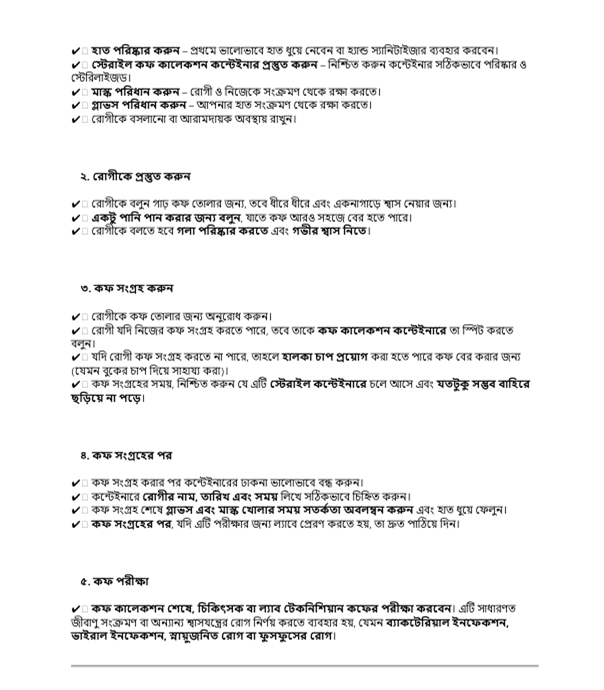 ✔️ হাত পরিষ্কার করুন – প্রথমে ভালোভাবে হাত ধুয়ে নেবেন বা হ্যান্ড স্যানিটাইজার ব্যবহার করবেন।
✔️ স্টেরাইল কফ কালেকশন কন্টেইনার প্রস্তুত করুন – নিশ্চিত করুন কন্টেইনার সঠিকভাবে পরিষ্কার ও
স্টেরিলাইজড।
✔️ মাস্ক পরিধান করুন – রোগী ও নিজেকে সংক্রমণ থেকে রক্ষা করতে।
✔️ গ্লাভস পরিধান করুন – আপনার হাত সংক্রমণ থেকে রক্ষা করতে।
✔️ রোগীকে বসলানো বা আরামদায়ক অবস্থায় রাখুন।
২. রোগীকে প্রস্তুত করুন
✔️ রোগীকে বলুন গাঢ় কফ তোলার জন্য, তবে ধীরে ধীরে এবং একনাগাড়ে শ্বাস নেয়ার জন্য।
✔️ একটু পানি পান করার জন্য বলুন, যাতে কফ আরও সহজে বের হতে পারে।
✔️ রোগীকে বলতে হবে গলা পরিষ্কার করতে এবং গভীর শ্বাস নিতে।
৩. কফ সংগ্রহ করুন
✔️ রোগীকে কফ তোলার জন্য অনুরোধ করুন।
✔️ রোগী যদি নিজের কফ সংগ্রহ করতে পারে, তবে তাকে কফ কালেকশন কন্টেইনারে তা স্পিট করতে
বলুন।
✔️ যদি রোগী কফ সংগ্রহ করতে না পারে, তাহলে হালকা চাপ প্রয়োগ করা হতে পারে কফ বের করার জন্য
(যেমন বুকের চাপ দিয়ে সাহায্য করা)।
✔️ কফ সংগ্রহের সময়, নিশ্চিত করুন যে এটি স্টেরাইল কন্টেইনারে চলে আসে এবং যতটুকু সম্ভব বাহিরে
ছড়িয়ে না পড়ে।
৪. কফ সংগ্রহের পর
✔️ কফ সংগ্রহ করার পর কন্টেইনারের ঢাকনা ভালোভাবে বন্ধ করুন।
✔️ কন্টেইনারে রোগীর নাম, তারিখ এবং সময় লিখে সঠিকভাবে চিহ্নিত করুন।
✔️ কফ সংগ্রহ শেষে গ্লাভস এবং মাস্ক খোলার সময় সতর্কতা অবলম্বন করুন এবং হাত ধুয়ে ফেলুন।
✔️ কফ সংগ্রহের পর, যদি এটি পরীক্ষার জন্য ল্যাবে প্রেরণ করতে হয়, তা দ্রুত পাঠিয়ে দিন।
৫. কফ পরীক্ষা
✔️ কফ কালেকশন শেষে, চিকিৎসক বা ল্যাব টেকনিশিয়ান কফের পরীক্ষা করবেন। এটি সাধারণত
জীবাণু সংক্রমণ বা অন্যান্য শ্বাসযন্ত্রের রোগ নির্ণয় করতে ব্যবহার হয়, যেমন ব্যাকটেরিয়াল ইনফেকশন,
ভাইরাল ইনফেকশন, স্নায়ুজনিত রোগ বা ফুসফুসের রোগ।